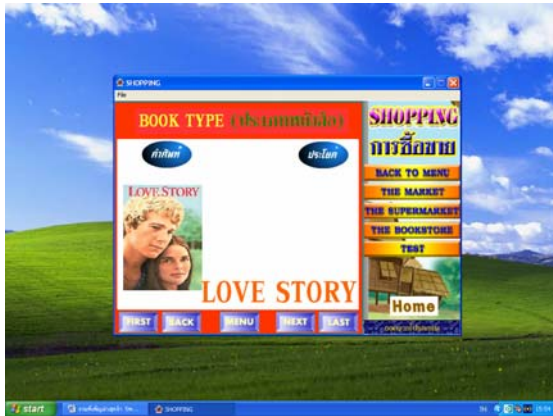 SHOPPING
File
BOOK TYPE (ประเภทหนังสือ)
คำศัพท์
ประโยค
LOVE STORY
LOVE STORY
FIRST
BACK
MENU
NEXT
LAST
SHOPPING
การซื้อขาย
BACK TO MENU
THE MARKET
THE SUPERMARKET
THE BOOKSTORE
TEST
Home
start
SHOPPING
TH